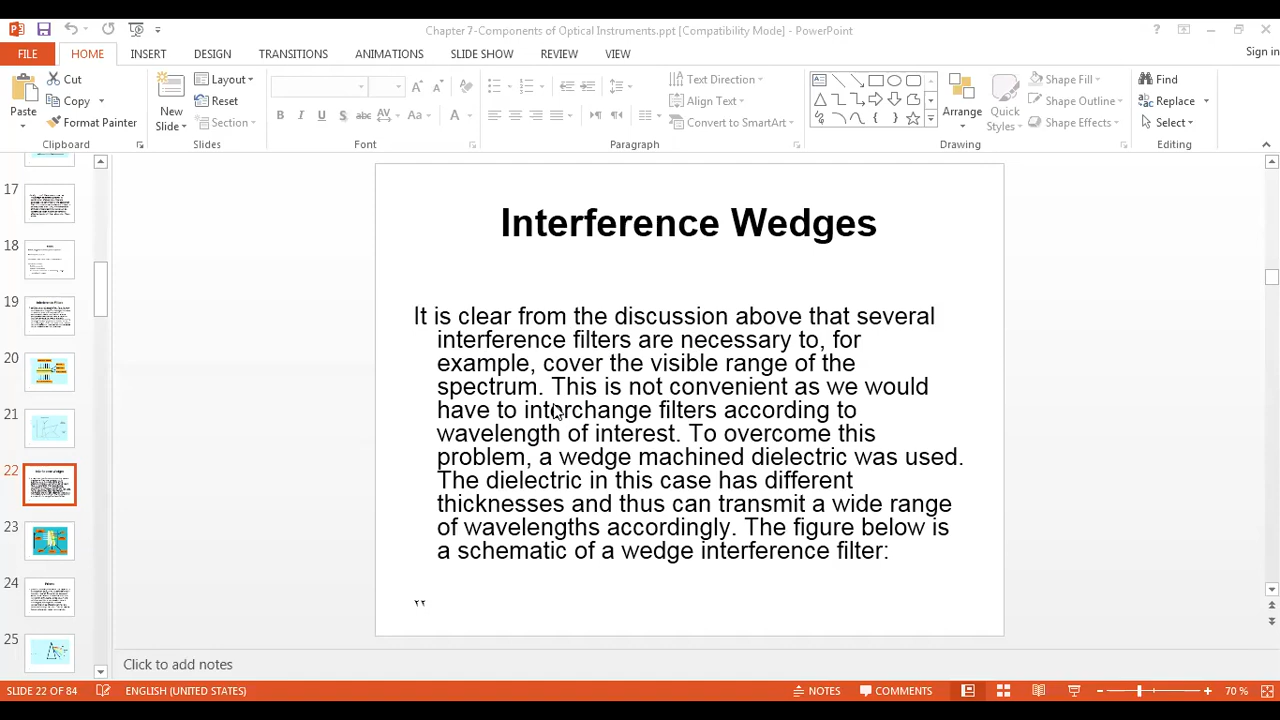 Chapter 7-Components of Optical Instruments.ppt [Compatibility Mode] - PowerPoint
FILE HOME INSERT DESIGN TRANSITIONS ANIMATIONS SLIDE SHOW REVIEW VIEW Sign in
Paste
Cut
Copy
Format Painter
Clipboard
New Slide
Layout
Reset
Section
Slides
Font
Text Direction
Align Text
Convert to SmartArt
Paragraph
Arrange
Quick Styles
Shape Fill
Shape Outline
Shape Effects
Drawing
Find
Replace
Select
Editing
17
18
19
20
21
22
23
24
25
Interference Wedges
It is clear from the discussion above that several
interference filters are necessary to, for
example, cover the visible range of the
spectrum. This is not convenient as we would
have to interchange filters according to
wavelength of interest. To overcome this
problem, a wedge machined dielectric was used.
The dielectric in this case has different
thicknesses and thus can transmit a wide range
of wavelengths accordingly. The figure below is
a schematic of a wedge interference filter:
٢٢
Click to add notes
SLIDE 22 OF 84 ENGLISH (UNITED STATES) NOTES COMMENTS 70 %